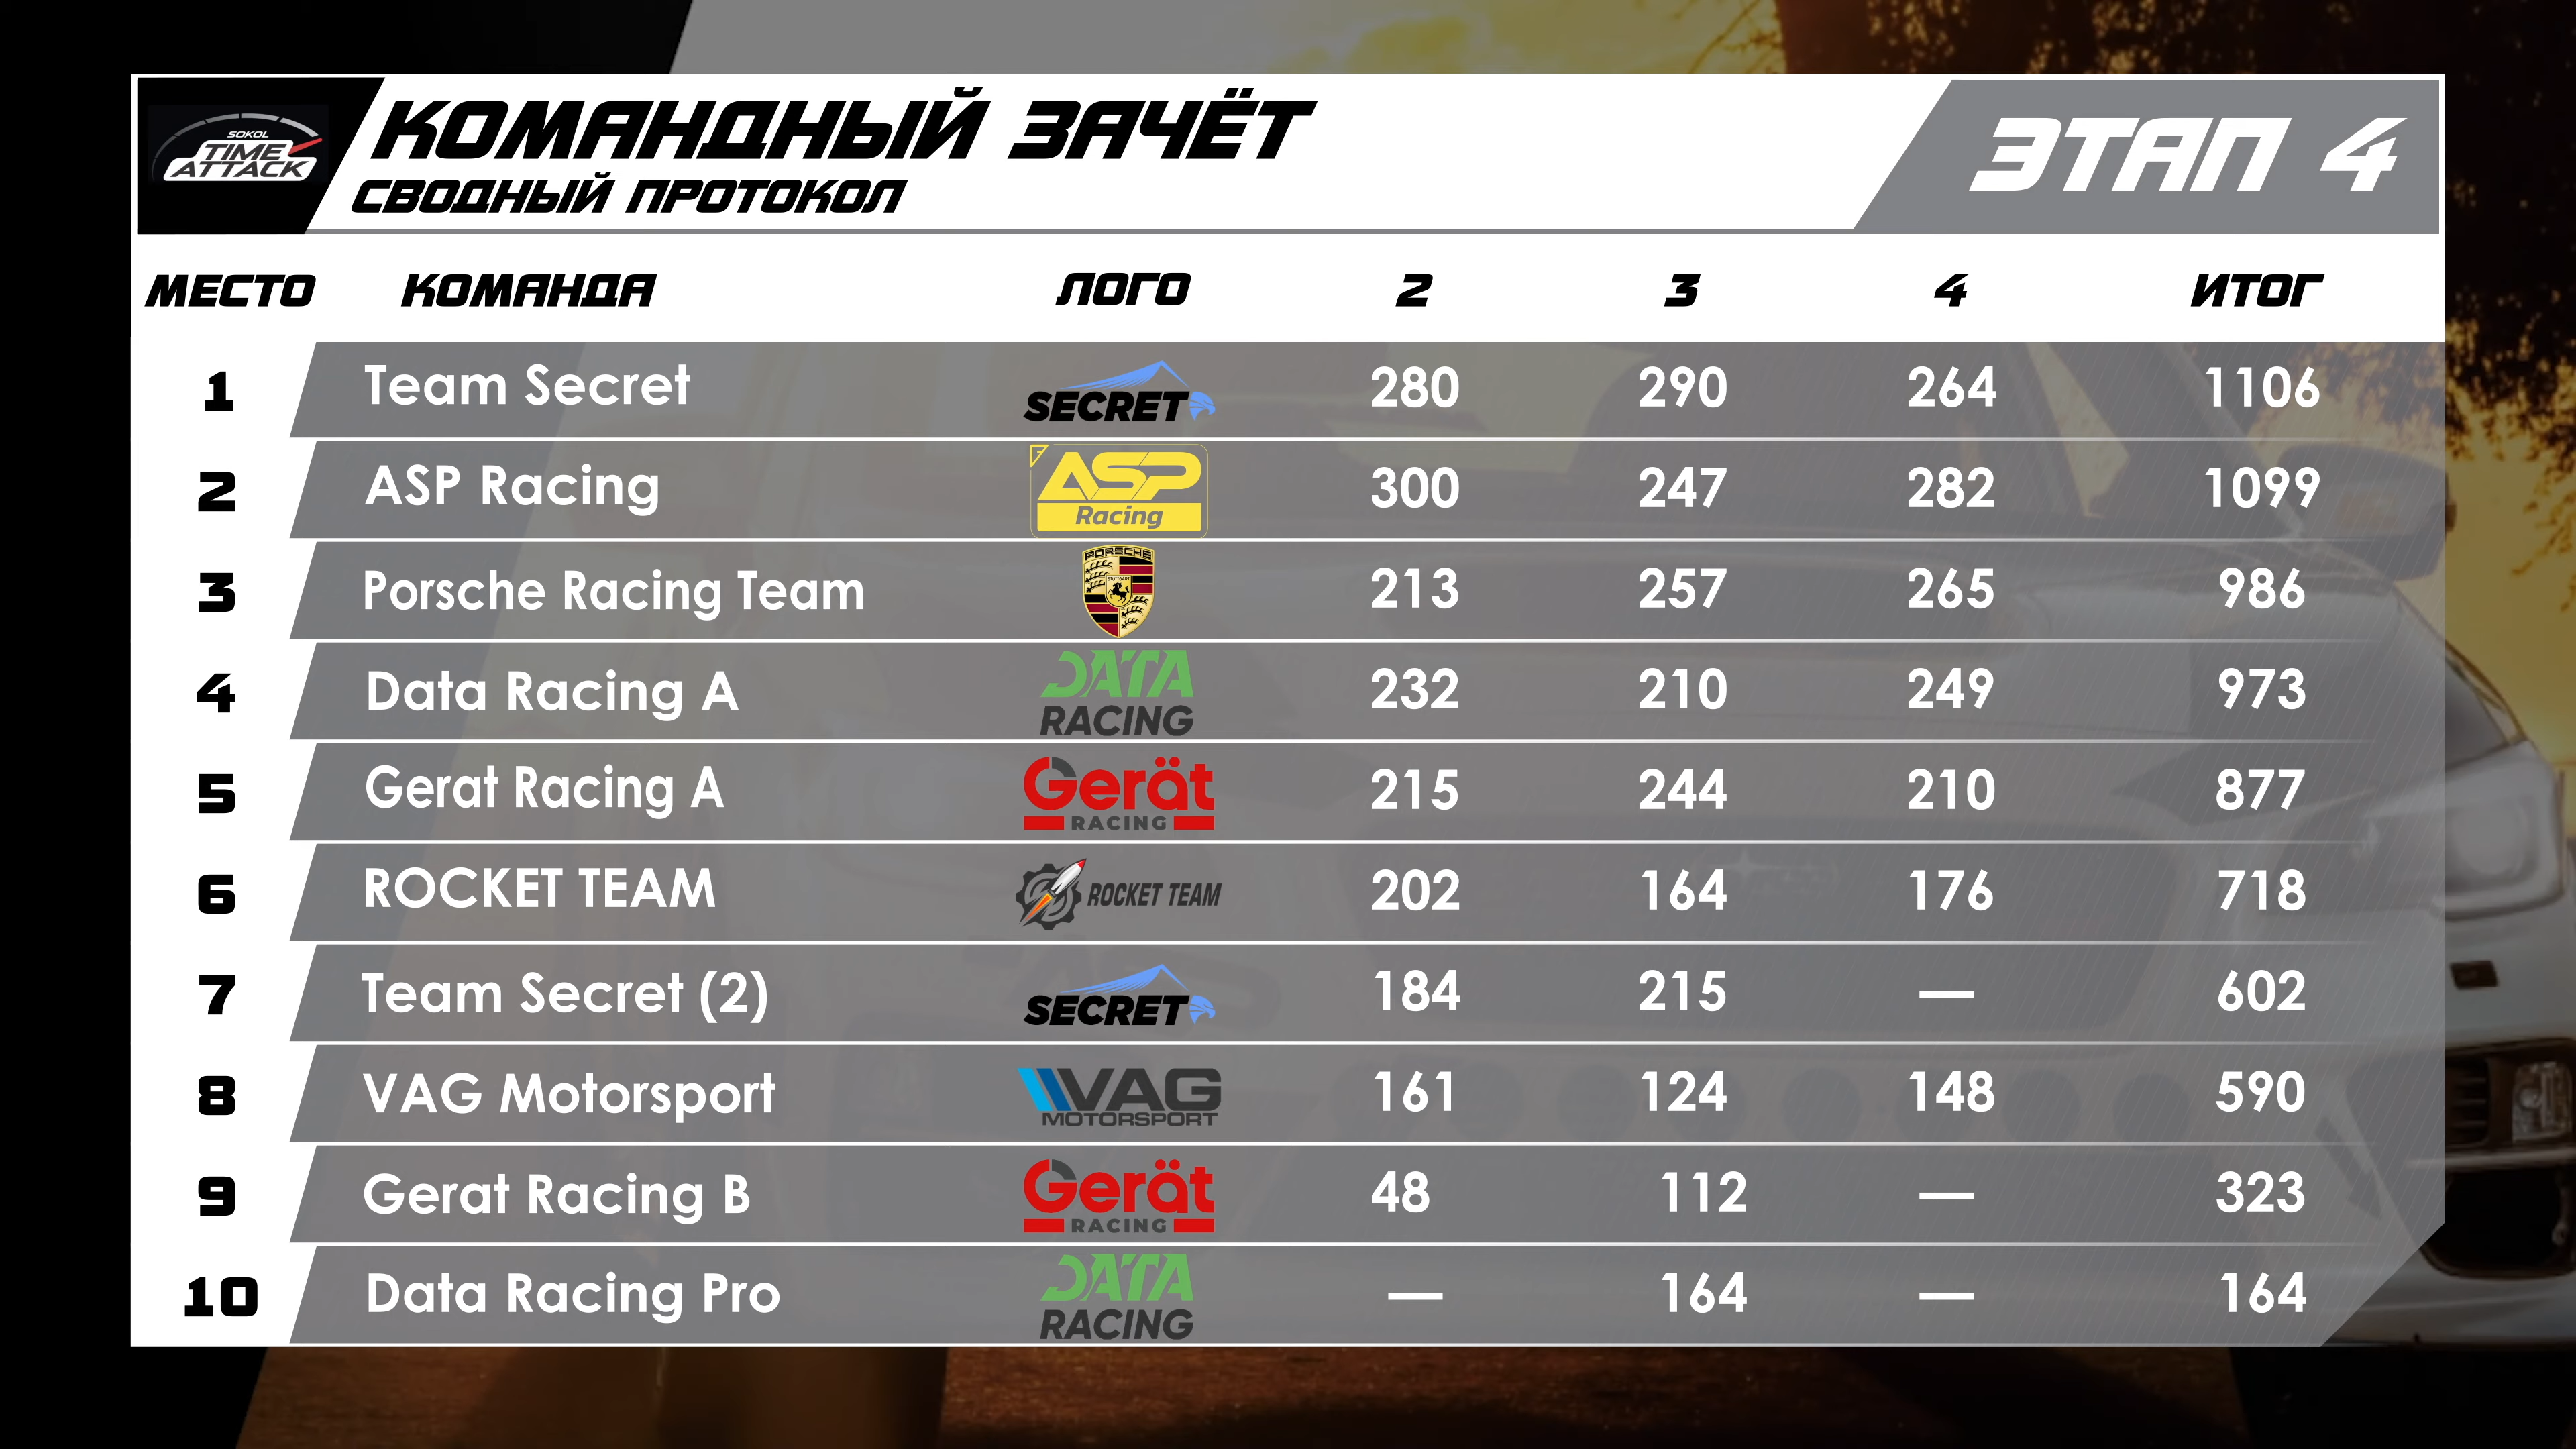 SOKOL
TIME
ATTACK
КОМАНДНЫЙ ЗАЧЁТ
СВОДНЫЙ ПРОТОКОЛ
ЭТАП 4
МЕСТО КОМАНДА ЛОГО 2 3 4 ИТОГ
1 Team Secret SECRET 280 290 264 1106
2 ASP Racing ASP Racing 300 247 282 1099
3 Porsche Racing Team PORSCHE 213 257 265 986
4 Data Racing A DATA RACING 232 210 249 973
5 Gerat Racing A Gerät RACING 215 244 210 877
6 ROCKET TEAM ROCKET TEAM 202 164 176 718
7 Team Secret (2) SECRET 184 215 — 602
8 VAG Motorsport VAG MOTORSPORT 161 124 148 590
9 Gerat Racing B Gerät RACING 48 112 — 323
10 Data Racing Pro DATA RACING — 164 — 164